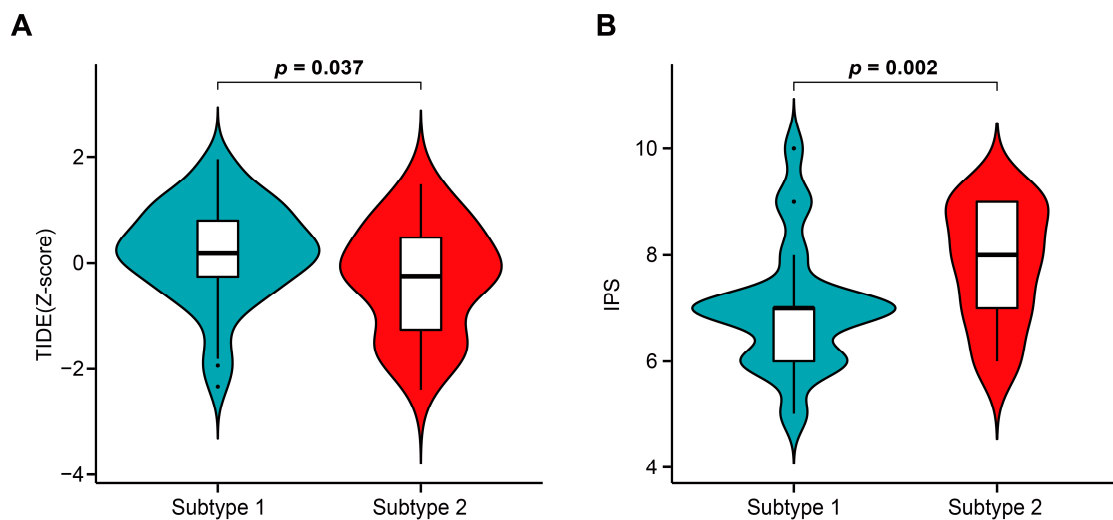 A
p = 0.037
TIDE(Z-score)
2
0
−2
−4
Subtype 1 Subtype 2
B
p = 0.002
IPS
10
8
6
4
Subtype 1 Subtype 2